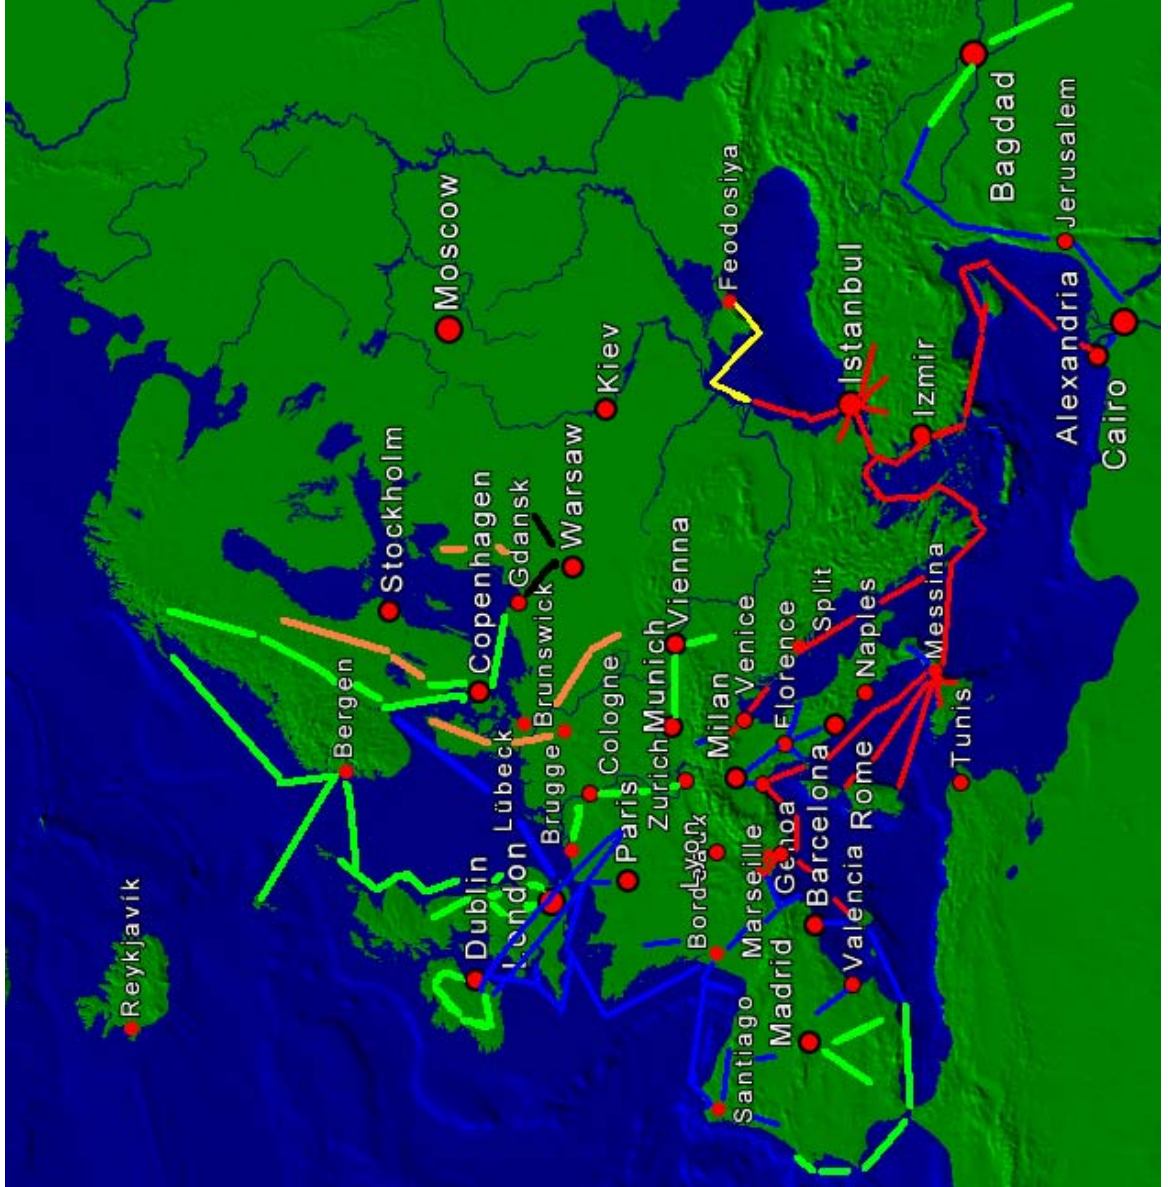 Reykjavík
Bergen
Stockholm
Moscow
Copenhagen
Gdansk
Dublin
London
Lübeck
Brunswick
Warsaw
Kiev
Brugge
Cologne
Paris
Zurich
Munich
Vienna
Feodosiya
Bordeaux
Lyon
Milan
Venice
Santiago
Marseille
Genoa
Florence
Split
Madrid
Barcelona
Rome
Naples
Istanbul
Valencia
Messina
Izmir
Tunis
Bagdad
Jerusalem
Alexandria
Cairo